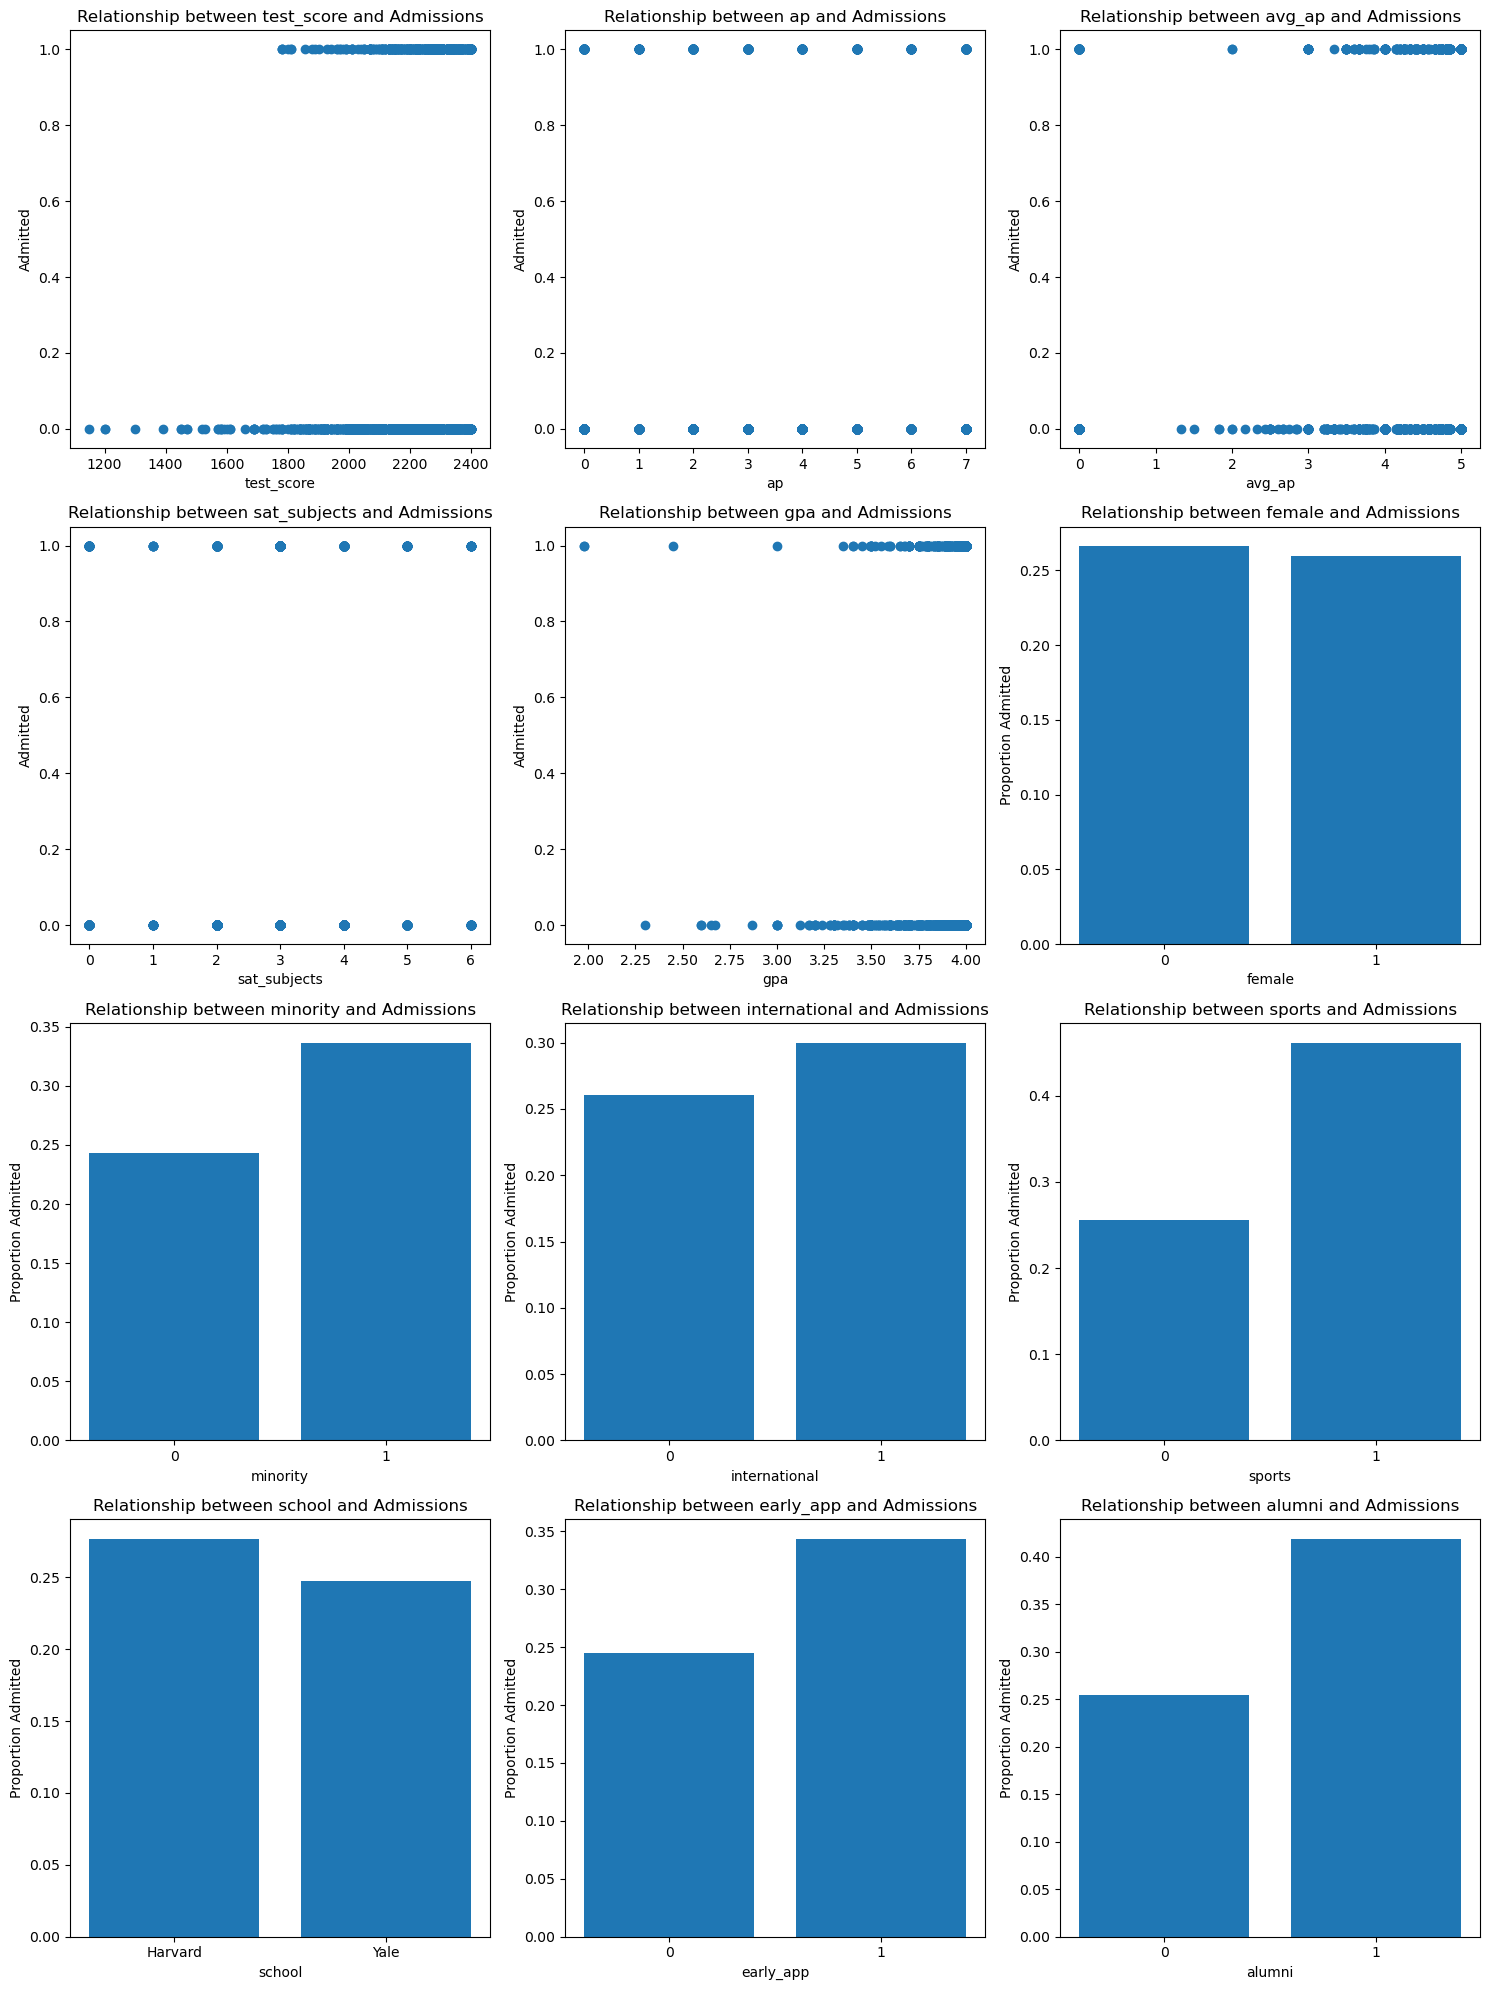 Relationship between test_score and Admissions
1.0
0.8
0.6
0.4
0.2
0.0
Admitted
1200 1400 1600 1800 2000 2200 2400
test_score
Relationship between ap and Admissions
1.0
0.8
0.6
0.4
0.2
0.0
Admitted
0 1 2 3 4 5 6 7
ap
Relationship between avg_ap and Admissions
1.0
0.8
0.6
0.4
0.2
0.0
Admitted
0 1 2 3 4 5
avg_ap
Relationship between sat_subjects and Admissions
1.0
0.8
0.6
0.4
0.2
0.0
Admitted
0 1 2 3 4 5 6
sat_subjects
Relationship between gpa and Admissions
1.0
0.8
0.6
0.4
0.2
0.0
Admitted
2.00 2.25 2.50 2.75 3.00 3.25 3.50 3.75 4.00
gpa
Relationship between female and Admissions
0.25
0.20
0.15
0.10
0.05
0.00
Proportion Admitted
0 1
female
Relationship between minority and Admissions
0.35
0.30
0.25
0.20
0.15
0.10
0.05
0.00
Proportion Admitted
0 1
minority
Relationship between international and Admissions
0.30
0.25
0.20
0.15
0.10
0.05
0.00
Proportion Admitted
0 1
international
Relationship between sports and Admissions
0.4
0.3
0.2
0.1
0.0
Proportion Admitted
0 1
sports
Relationship between school and Admissions
0.25
0.20
0.15
0.10
0.05
0.00
Proportion Admitted
Harvard Yale
school
Relationship between early_app and Admissions
0.35
0.30
0.25
0.20
0.15
0.10
0.05
0.00
Proportion Admitted
0 1
early_app
Relationship between alumni and Admissions
0.40
0.35
0.30
0.25
0.20
0.15
0.10
0.05
0.00
Proportion Admitted
0 1
alumni